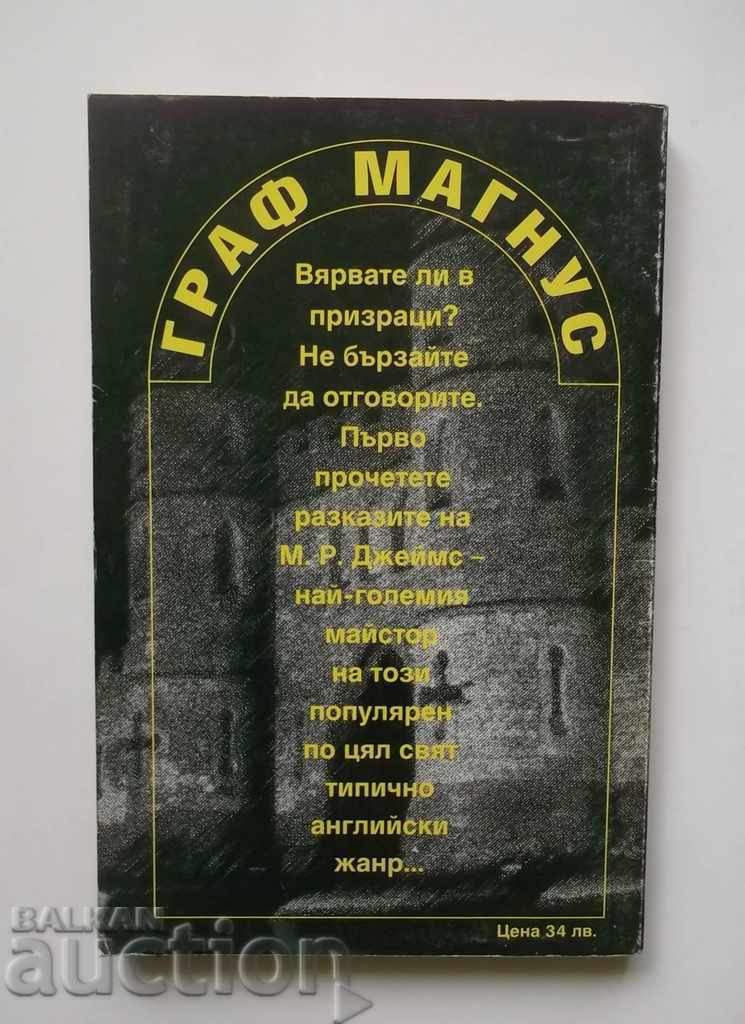 ГРАФ МАГНУС
Вярвате ли в
призраци?
Не бързайте
да отговорите.
Първо
прочетете
разказите на
М. Р. Джеймс –
най-големия
майстор
на този
популярен
по цял свят
типично
английски
жанр...
Цена 34 лв.
BALKAN
auction